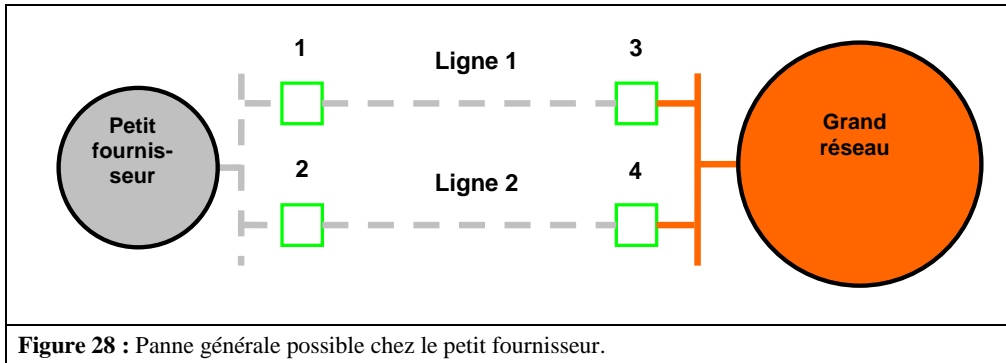 1
3
Ligne 1
Petit
fournis-
seur
Grand
réseau
2
4
Ligne 2
Figure 28 : Panne générale possible chez le petit fournisseur.